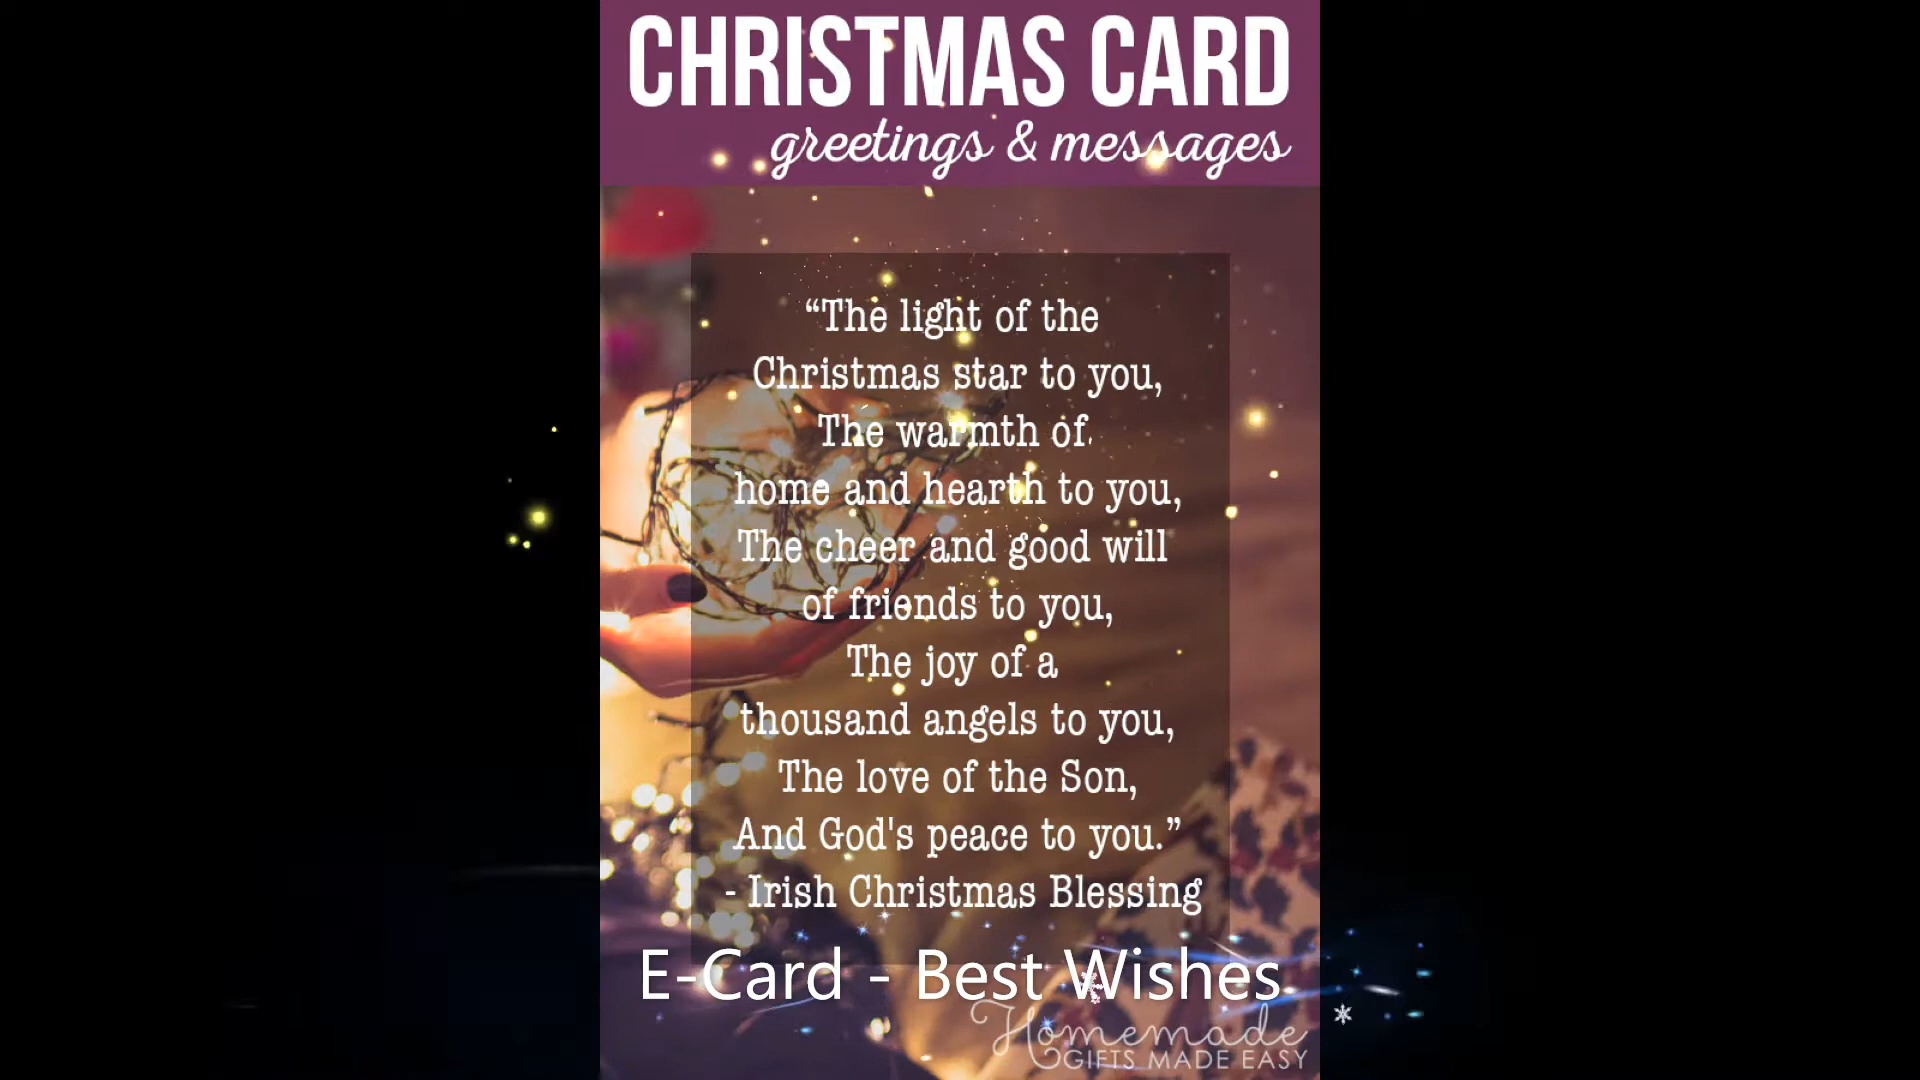 CHRISTMAS CARD
greetings & messages
“The light of the
Christmas star to you,
The warmth of
home and hearth to you,
The cheer and good will
of friends to you,
The joy of a
thousand angels to you,
The love of the Son,
And God's peace to you.”
- Irish Christmas Blessing
E-Card - Best Wishes
Homemade
GIFTS MADE EASY